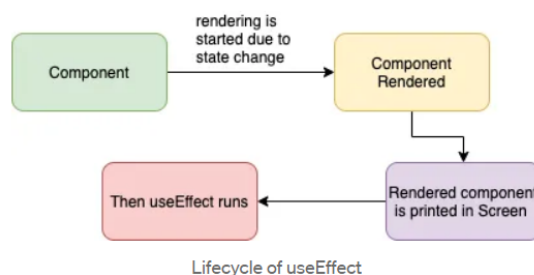 rendering is
started due to
state change
Component
Component
Rendered
Then useEffect runs
Rendered component
is printed in Screen
Lifecycle of useEffect